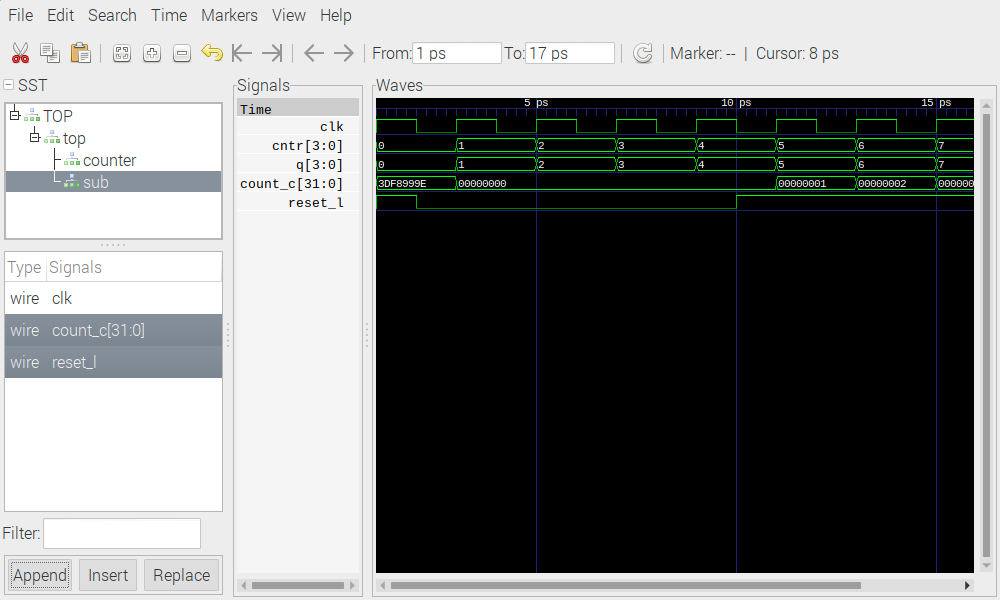 File Edit Search Time Markers View Help
From: 1 ps To: 17 ps Marker: -- | Cursor: 8 ps
SST
TOP
top
counter
sub
Type Signals
wire clk
wire count_c[31:0]
wire reset_l
Filter:
Append Insert Replace
Signals
Time
clk
cntr[3:0]
q[3:0]
count_c[31:0]
reset_l
Waves
5 ps 10 ps 15 ps
0 1 2 3 4 5 6 7
0 1 2 3 4 5 6 7
3DF8999E 00000000 00000001 00000002 000000